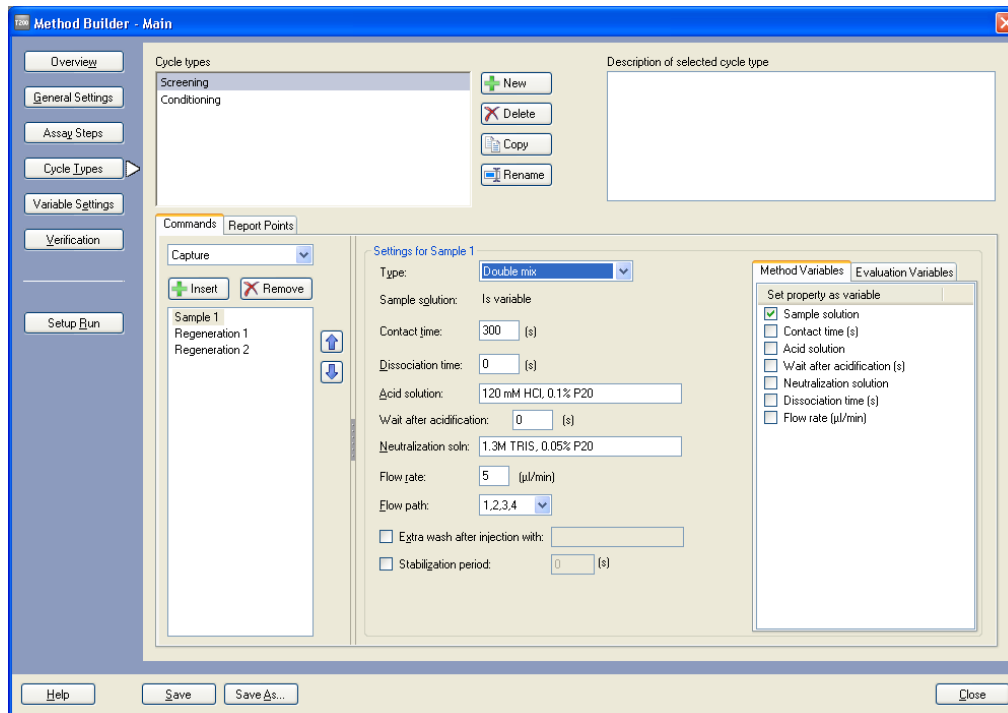 T200 Method Builder - Main
Overview
General Settings
Assay Steps
Cycle Types
Variable Settings
Verification
Setup Run
Cycle types
Screening
Conditioning
New
Delete
Copy
Rename
Description of selected cycle type
Commands Report Points
Capture
Insert Remove
Sample 1
Regeneration 1
Regeneration 2
Settings for Sample 1
Type: Double mix
Sample solution: Is variable
Contact time: 300 (s)
Dissociation time: 0 (s)
Acid solution: 120 mM HCl, 0.1% P20
Wait after acidification: 0 (s)
Neutralization soln: 1.3M TRIS, 0.05% P20
Flow rate: 5 (µl/min)
Flow path: 1,2,3,4
Extra wash after injection with:
Stabilization period: 0 (s)
Method Variables Evaluation Variables
Set property as variable
Sample solution
Contact time (s)
Acid solution
Wait after acidification (s)
Neutralization solution
Dissociation time (s)
Flow rate (µl/min)
Help Save Save As... Close